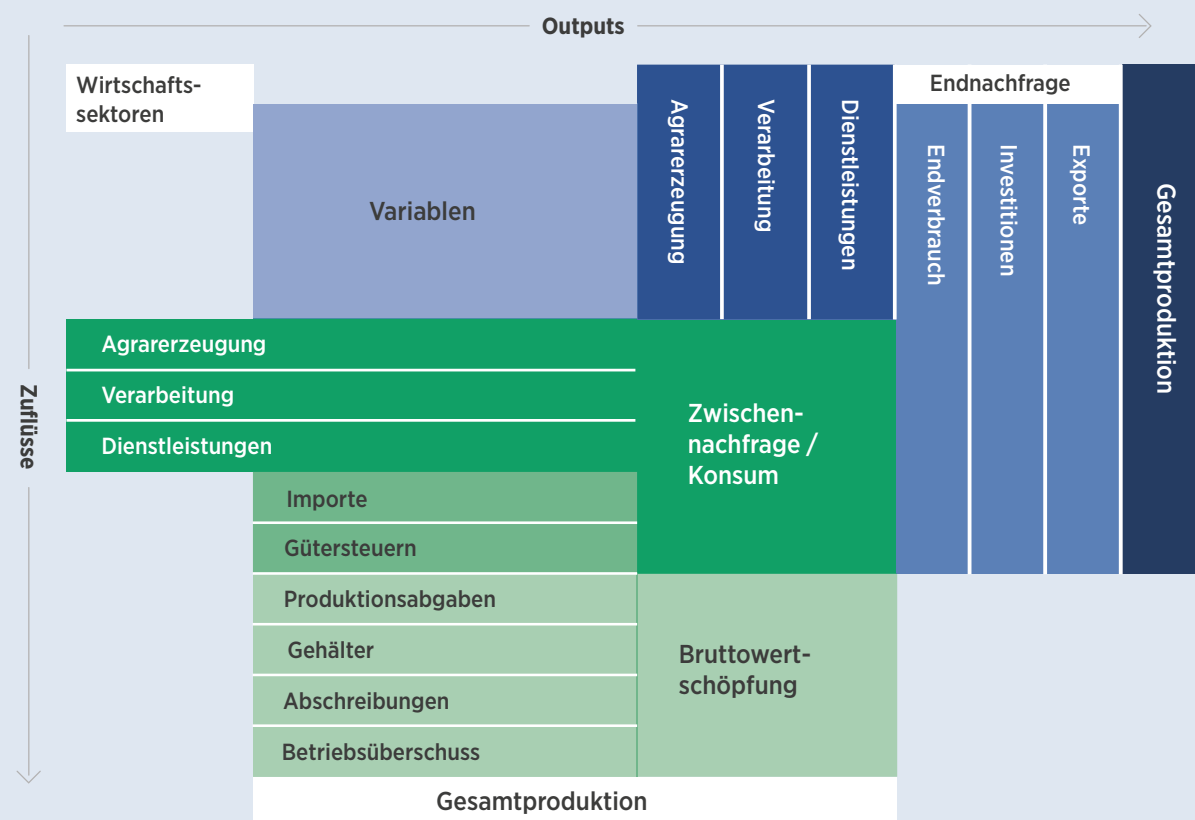 Outputs
Wirtschafts-
sektoren
Variablen
Agrarerzeugung
Verarbeitung
Dienstleistungen
Endnachfrage
Endverbrauch
Investitionen
Exporte
Gesamtproduktion
Zuflüsse
Agrarerzeugung
Verarbeitung
Dienstleistungen
Zwischen-
nachfrage /
Konsum
Importe
Gütersteuern
Produktionsabgaben
Gehälter
Abschreibungen
Betriebsüberschuss
Bruttowert-
schöpfung
Gesamtproduktion